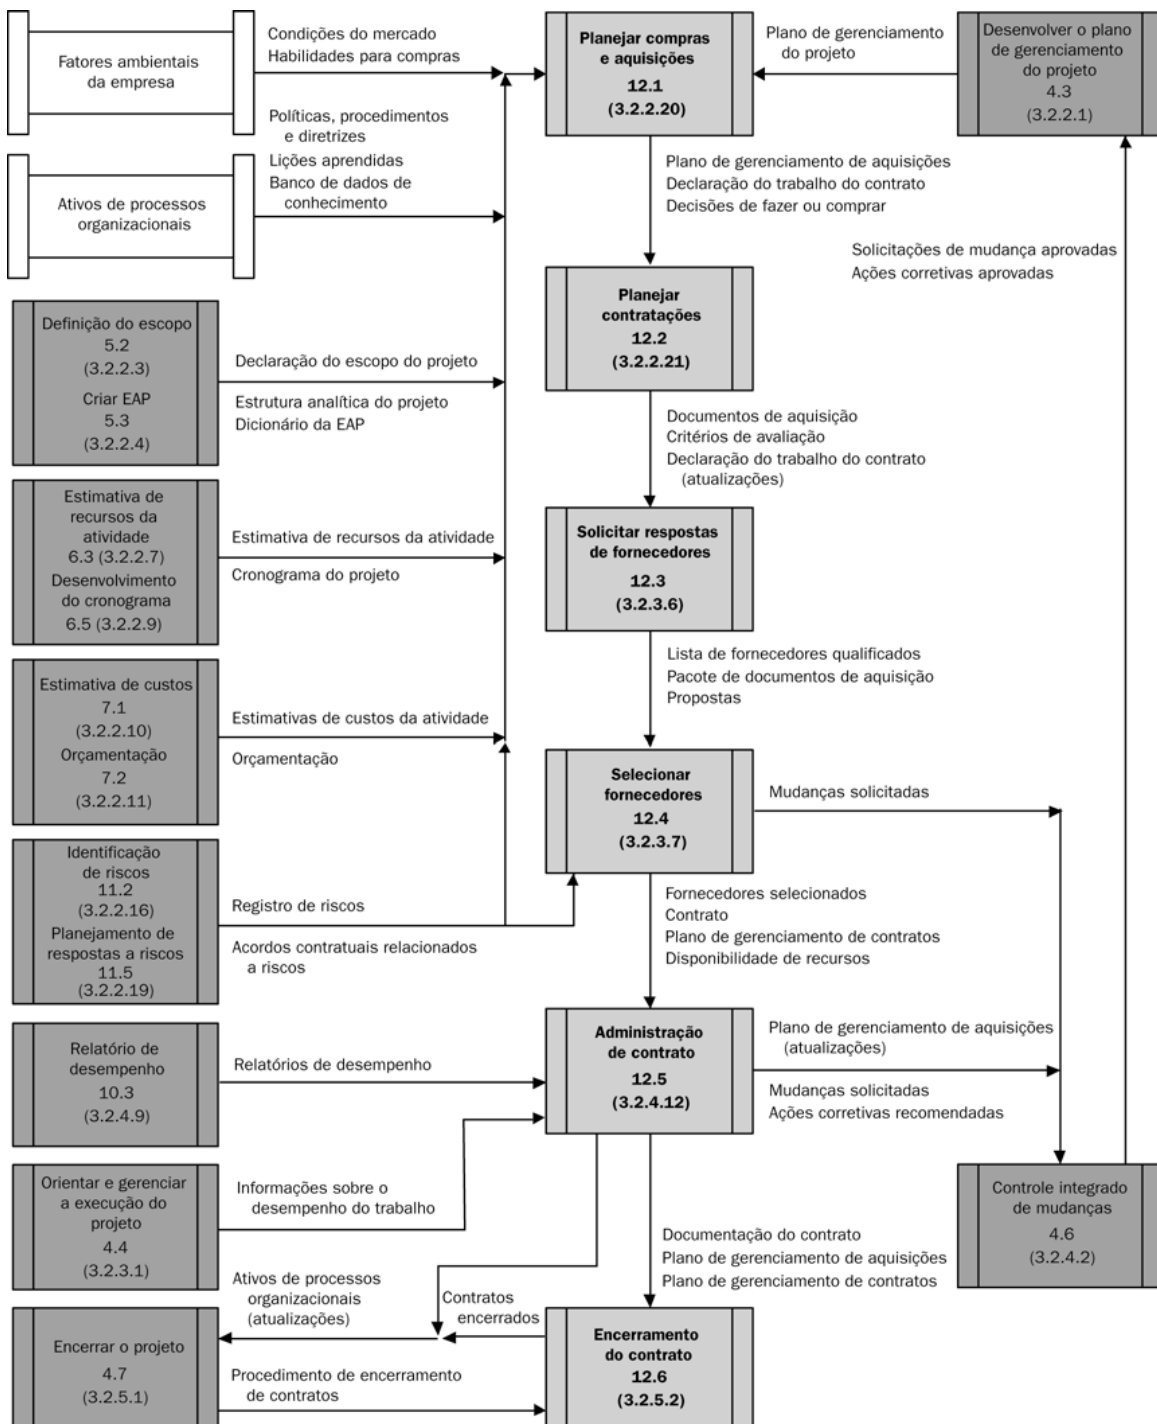 Fatores ambientais
da empresa
Condições do mercado
Habilidades para compras
Planejar compras
e aquisições
12.1
(3.2.2.20)
Plano de gerenciamento
do projeto
Desenvolver o plano
de gerenciamento
do projeto
4.3
(3.2.2.1)
Ativos de processos
organizacionais
Políticas, procedimentos
e diretrizes
Lições aprendidas
Banco de dados de
conhecimento
Plano de gerenciamento de aquisições
Declaração do trabalho do contrato
Decisões de fazer ou comprar
Solicitações de mudança aprovadas
Ações corretivas aprovadas
Planejar
contratações
12.2
(3.2.2.21)
Definição do escopo
5.2
(3.2.2.3)
Criar EAP
5.3
(3.2.2.4)
Declaração do escopo do projeto
Estrutura analítica do projeto
Dicionário da EAP
Documentos de aquisição
Critérios de avaliação
Declaração do trabalho do contrato
(atualizações)
Estimativa de
recursos da
atividade
6.3 (3.2.2.7)
Desenvolvimento
do cronograma
6.5 (3.2.2.9)
Estimativa de recursos da atividade
Cronograma do projeto
Solicitar respostas
de fornecedores
12.3
(3.2.3.6)
Lista de fornecedores qualificados
Pacote de documentos de aquisição
Propostas
Estimativa de custos
7.1
(3.2.2.10)
Orçamentação
7.2
(3.2.2.11)
Estimativas de custos da atividade
Orçamentação
Selecionar
fornecedores
12.4
(3.2.3.7)
Mudanças solicitadas
Identificação
de riscos
11.2
(3.2.2.16)
Planejamento de
respostas a riscos
11.5
(3.2.2.19)
Registro de riscos
Acordos contratuais relacionados
a riscos
Fornecedores selecionados
Contrato
Plano de gerenciamento de contratos
Disponibilidade de recursos
Relatório de
desempenho
10.3
(3.2.4.9)
Relatórios de desempenho
Administração
de contrato
12.5
(3.2.4.12)
Plano de gerenciamento de aquisições
(atualizações)
Mudanças solicitadas
Ações corretivas recomendadas
Orientar e gerenciar
a execução do
projeto
4.4
(3.2.3.1)
Informações sobre o
desempenho do trabalho
Controle integrado
de mudanças
4.6
(3.2.4.2)
Documentação do contrato
Plano de gerenciamento de aquisições
Plano de gerenciamento de contratos
Ativos de processos
organizacionais
(atualizações)
Contratos
encerrados
Encerrar o projeto
4.7
(3.2.5.1)
Procedimento de encerramento
de contratos
Encerramento
do contrato
12.6
(3.2.5.2)